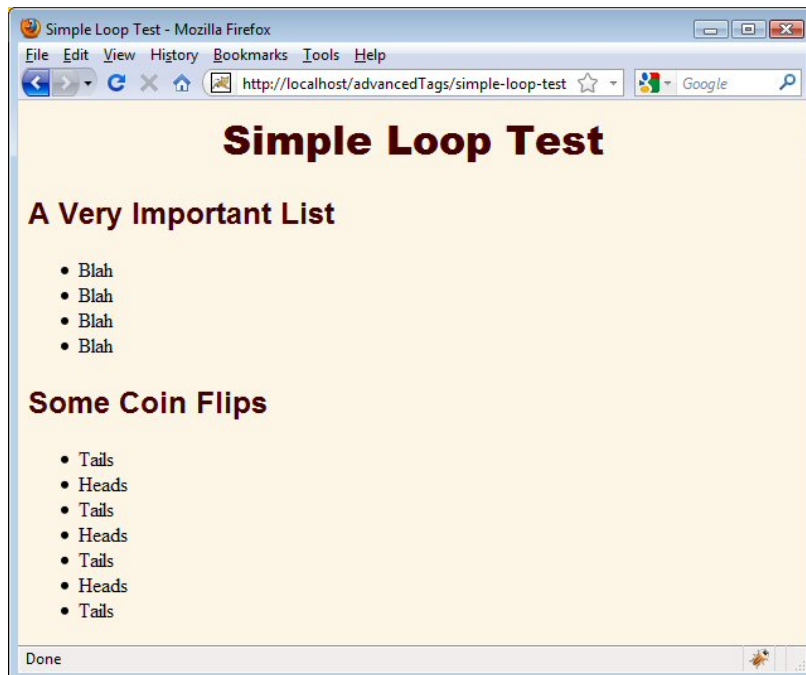 Simple Loop Test - Mozilla Firefox
File Edit View History Bookmarks Tools Help
http://localhost/advancedTags/simple-loop-test Google
Simple Loop Test
A Very Important List
• Blah
• Blah
• Blah
• Blah
Some Coin Flips
• Tails
• Heads
• Tails
• Heads
• Tails
• Heads
• Tails
Done